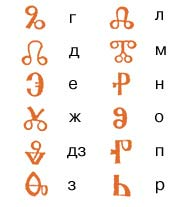 Ⰳ г Ⰾ л
Ⰴ д Ⰿ м
Ⰵ е Ⱀ н
Ⰶ ж Ⱁ о
Ⰷ дз Ⱂ п
Ⰸ з Ⱃ р